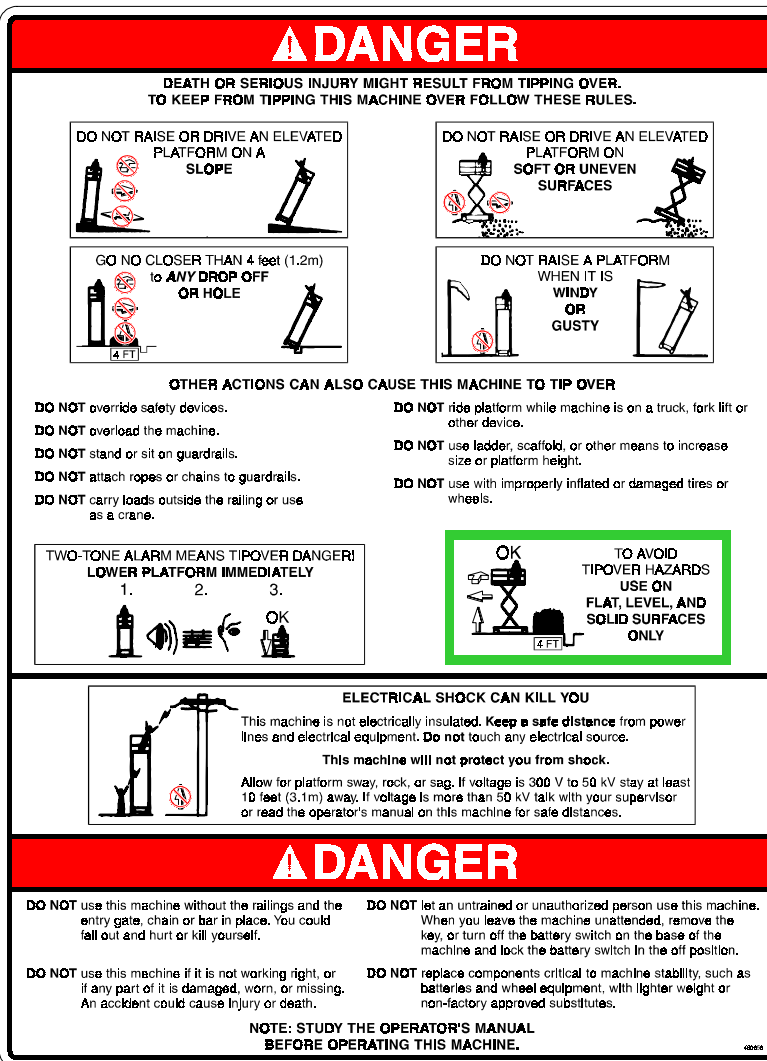 DANGER
DEATH OR SERIOUS INJURY MIGHT RESULT FROM TIPPING OVER.
TO KEEP FROM TIPPING THIS MACHINE OVER FOLLOW THESE RULES.
DO NOT RAISE OR DRIVE AN ELEVATED
PLATFORM ON A
SLOPE
DO NOT RAISE OR DRIVE AN ELEVATED
PLATFORM ON
SOFT OR UNEVEN
SURFACES
GO NO CLOSER THAN 4 feet (1.2m)
to ANY DROP OFF
OR HOLE
4 FT
DO NOT RAISE A PLATFORM
WHEN IT IS
WINDY
OR
GUSTY
OTHER ACTIONS CAN ALSO CAUSE THIS MACHINE TO TIP OVER
DO NOT override safety devices.
DO NOT overload the machine.
DO NOT stand or sit on guardrails.
DO NOT attach ropes or chains to guardrails.
DO NOT carry loads outside the railing or use
as a crane.
DO NOT ride platform while machine is on a truck, fork lift or
other device.
DO NOT use ladder, scaffold, or other means to increase
size or platform height.
DO NOT use with improperly inflated or damaged tires or
wheels.
TWO-TONE ALARM MEANS TIPOVER DANGER!
LOWER PLATFORM IMMEDIATELY
1. 2. 3.
OK
OK
4 FT
TO AVOID
TIPOVER HAZARDS
USE ON
FLAT, LEVEL, AND
SOLID SURFACES
ONLY
ELECTRICAL SHOCK CAN KILL YOU
This machine is not electrically insulated. Keep a safe distance from power
lines and electrical equipment. Do not touch any electrical source.
This machine will not protect you from shock.
Allow for platform sway, rock, or sag. If voltage is 300 V to 50 kV stay at least
10 feet (3.1m) away. If voltage is more than 50 kV talk with your supervisor
or read the operator's manual on this machine for safe distances.
DANGER
DO NOT use this machine without the railings and the
entry gate, chain or bar in place. You could
fall out and hurt or kill yourself.
DO NOT use this machine if it is not working right, or
if any part of it is damaged, worn, or missing.
An accident could cause injury or death.
DO NOT let an untrained or unauthorized person use this machine.
When you leave the machine unattended, remove the
key, or turn off the battery switch on the base of the
machine and lock the battery switch in the off position.
DO NOT replace components critical to machine stability, such as
batteries and wheel equipment, with lighter weight or
non-factory approved substitutes.
NOTE: STUDY THE OPERATOR'S MANUAL
BEFORE OPERATING THIS MACHINE.